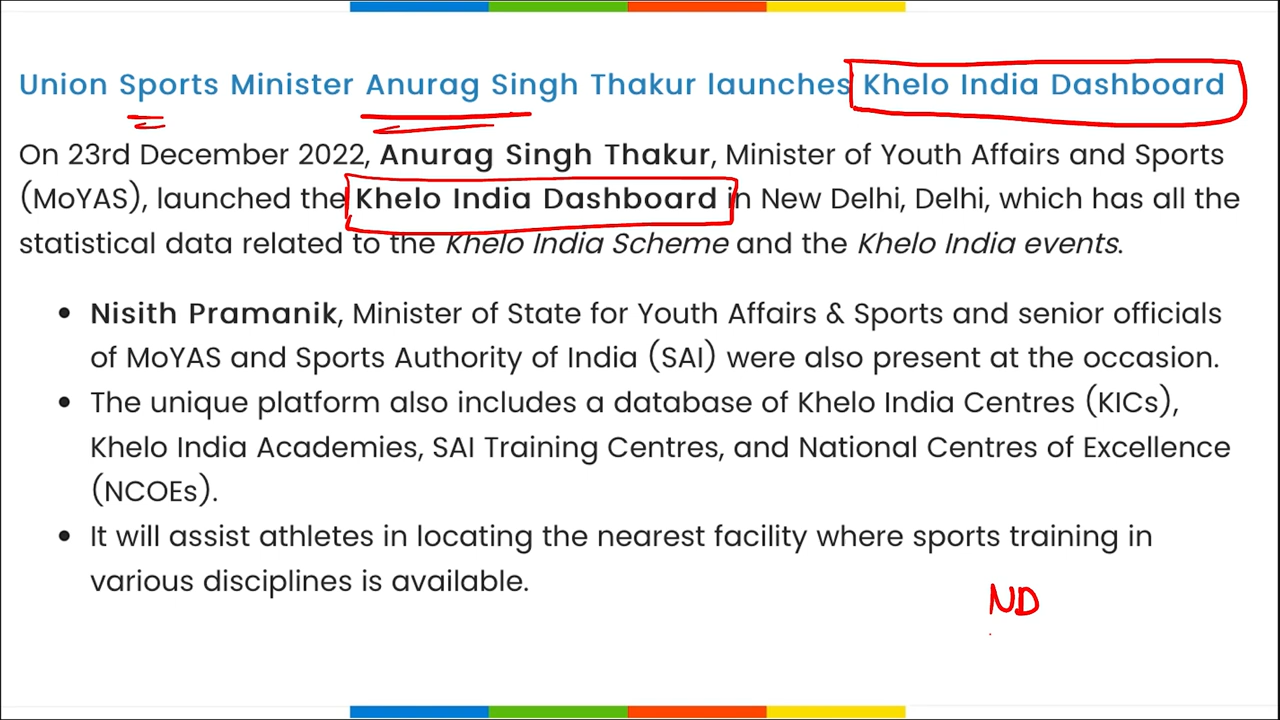 Union Sports Minister Anurag Singh Thakur launches Khelo India Dashboard
On 23rd December 2022, Anurag Singh Thakur, Minister of Youth Affairs and Sports
(MoYAS), launched the Khelo India Dashboard in New Delhi, Delhi, which has all the
statistical data related to the Khelo India Scheme and the Khelo India events.
• Nisith Pramanik, Minister of State for Youth Affairs & Sports and senior officials
of MoYAS and Sports Authority of India (SAI) were also present at the occasion.
• The unique platform also includes a database of Khelo India Centres (KICs),
Khelo India Academies, SAI Training Centres, and National Centres of Excellence
(NCOEs).
• It will assist athletes in locating the nearest facility where sports training in
various disciplines is available.
ND